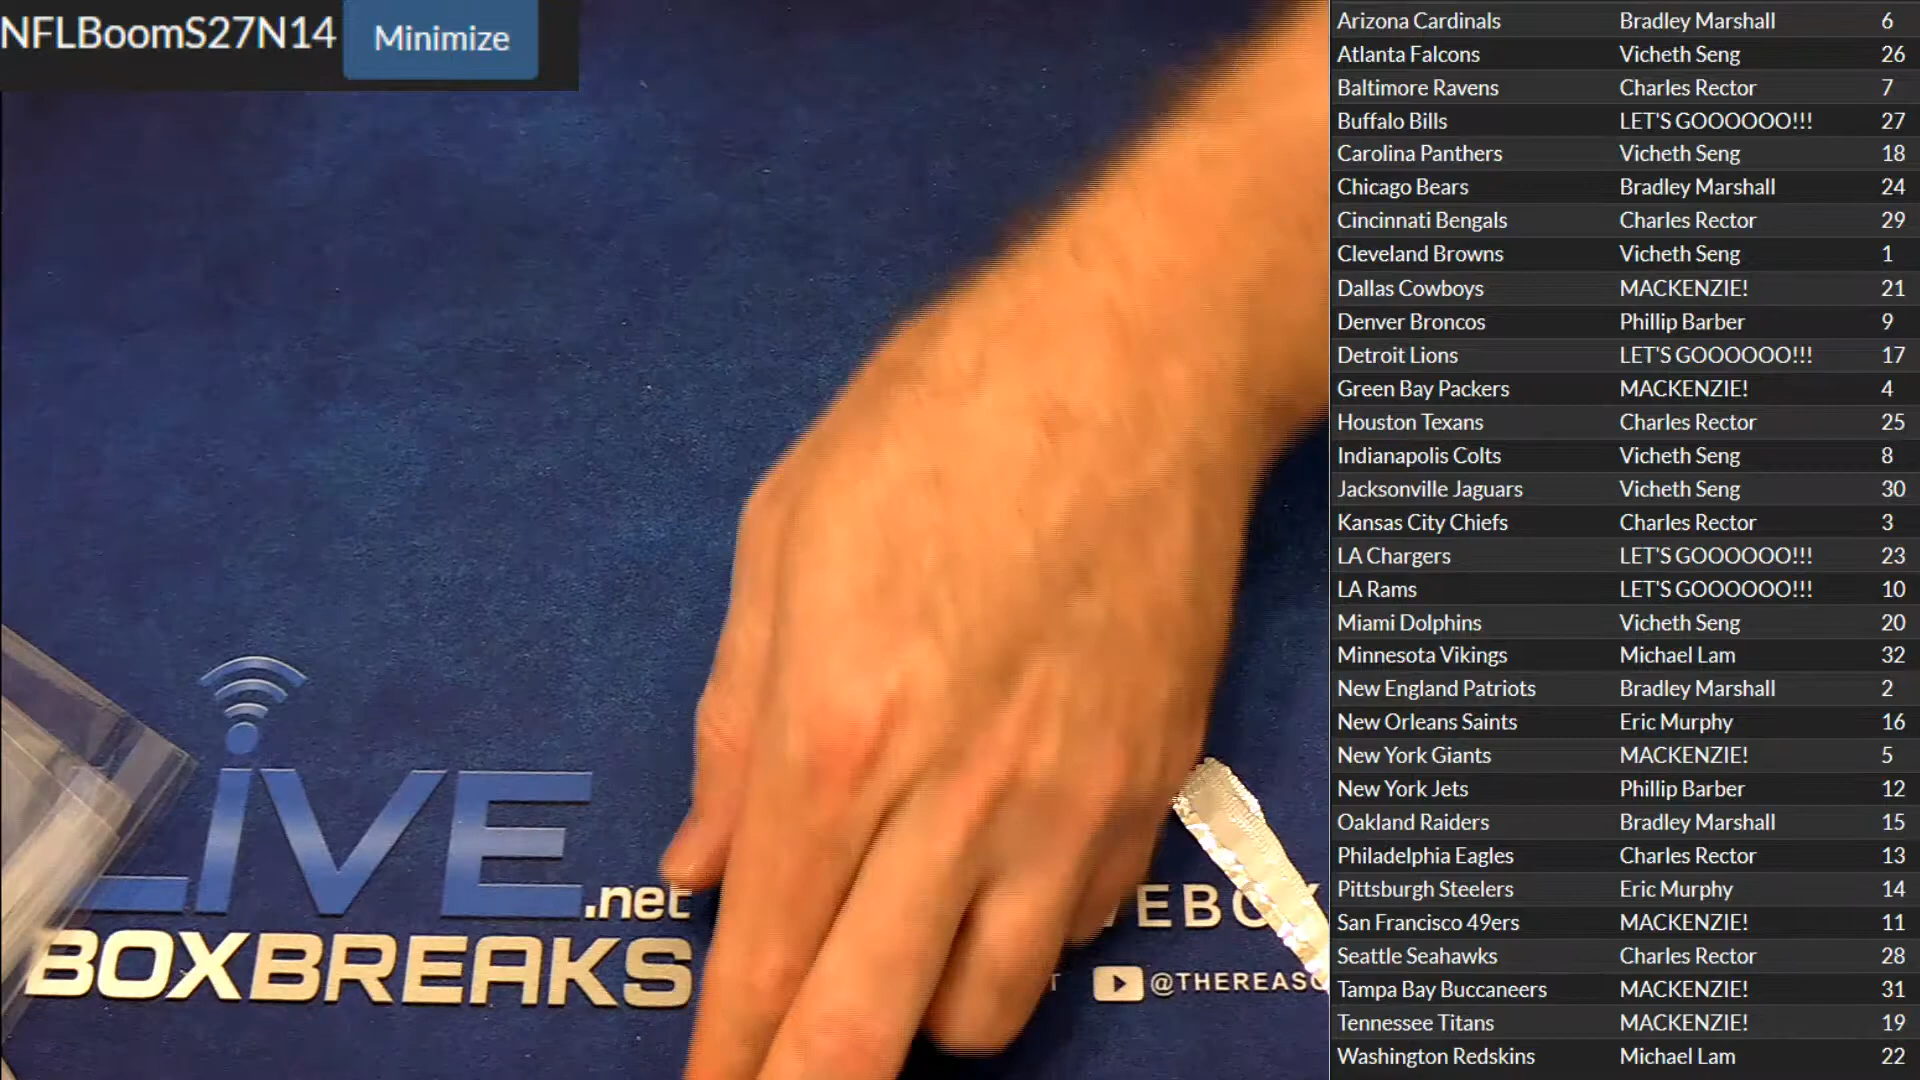 NFLBoomS27N14 Minimize
LIVE.net
BOXBREAKS
@THEREASO
Arizona Cardinals Bradley Marshall 6
Atlanta Falcons Vicheth Seng 26
Baltimore Ravens Charles Rector 7
Buffalo Bills LET'S GOOOOOO!!! 27
Carolina Panthers Vicheth Seng 18
Chicago Bears Bradley Marshall 24
Cincinnati Bengals Charles Rector 29
Cleveland Browns Vicheth Seng 1
Dallas Cowboys MACKENZIE! 21
Denver Broncos Phillip Barber 9
Detroit Lions LET'S GOOOOOO!!! 17
Green Bay Packers MACKENZIE! 4
Houston Texans Charles Rector 25
Indianapolis Colts Vicheth Seng 8
Jacksonville Jaguars Vicheth Seng 30
Kansas City Chiefs Charles Rector 3
LA Chargers LET'S GOOOOOO!!! 23
LA Rams LET'S GOOOOOO!!! 10
Miami Dolphins Vicheth Seng 20
Minnesota Vikings Michael Lam 32
New England Patriots Bradley Marshall 2
New Orleans Saints Eric Murphy 16
New York Giants MACKENZIE! 5
New York Jets Phillip Barber 12
Oakland Raiders Bradley Marshall 15
Philadelphia Eagles Charles Rector 13
Pittsburgh Steelers Eric Murphy 14
San Francisco 49ers MACKENZIE! 11
Seattle Seahawks Charles Rector 28
Tampa Bay Buccaneers MACKENZIE! 31
Tennessee Titans MACKENZIE! 19
Washington Redskins Michael Lam 22